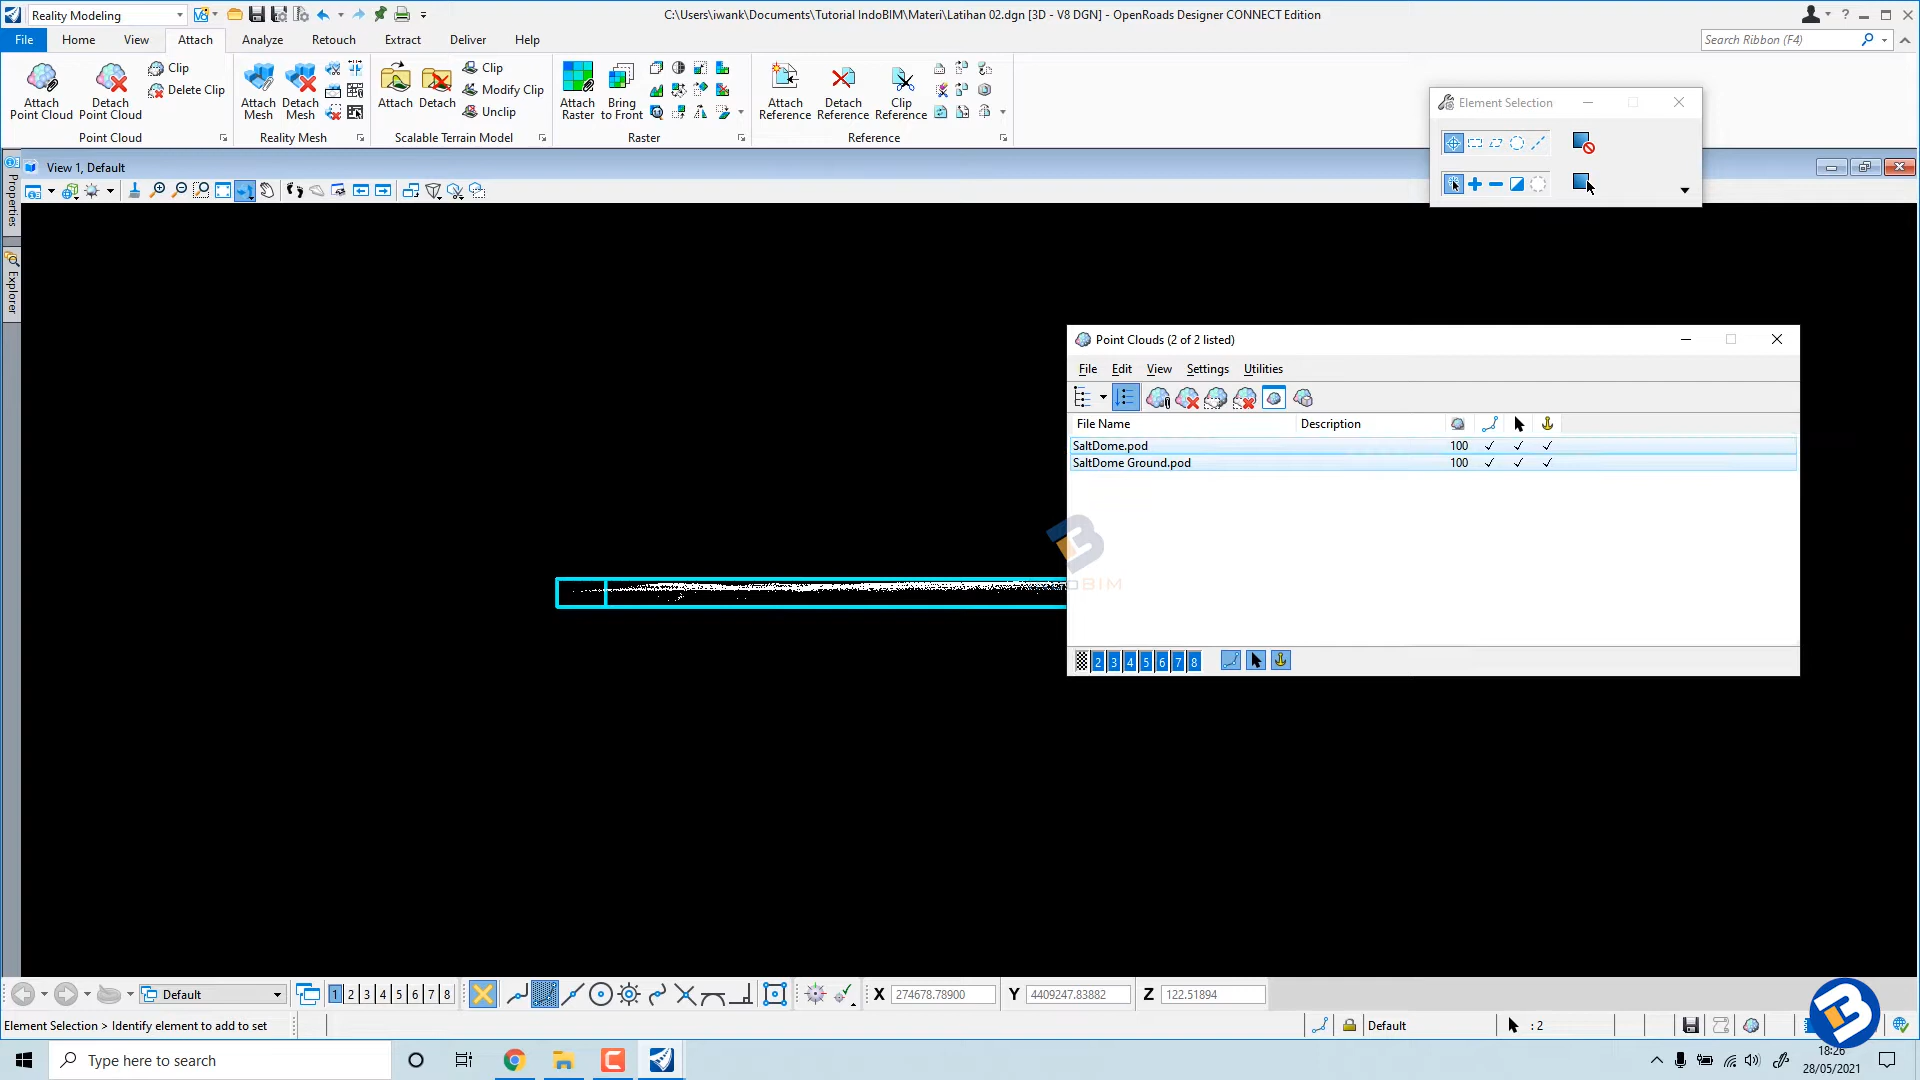 Reality Modeling
C:\Users\iwank\Documents\Tutorial IndoBIM\Materi\Latihan 02.dgn [3D - V8 DGN] - OpenRoads Designer CONNECT Edition
File Home View Attach Analyze Retouch Extract Deliver Help
Search Ribbon (F4)
Attach Point Cloud
Detach Point Cloud
Clip
Delete Clip
Attach Mesh
Detach Mesh
Attach
Detach
Clip
Modify Clip
Unclip
Attach Raster
Bring to Front
Attach Reference
Detach Reference
Clip Reference
Point Cloud
Reality Mesh
Scalable Terrain Model
Raster
Reference
Element Selection
View 1, Default
Properties
Explorer
Point Clouds (2 of 2 listed)
File Edit View Settings Utilities
File Name Description
SaltDome.pod 100
SaltDome Ground.pod 100
2 3 4 5 6 7 8
Default
1 2 3 4 5 6 7 8
X 274678.78900
Y 4409247.83882
Z 122.51894
Element Selection > Identify element to add to set
Default
: 2
Type here to search
18:26
28/05/2021